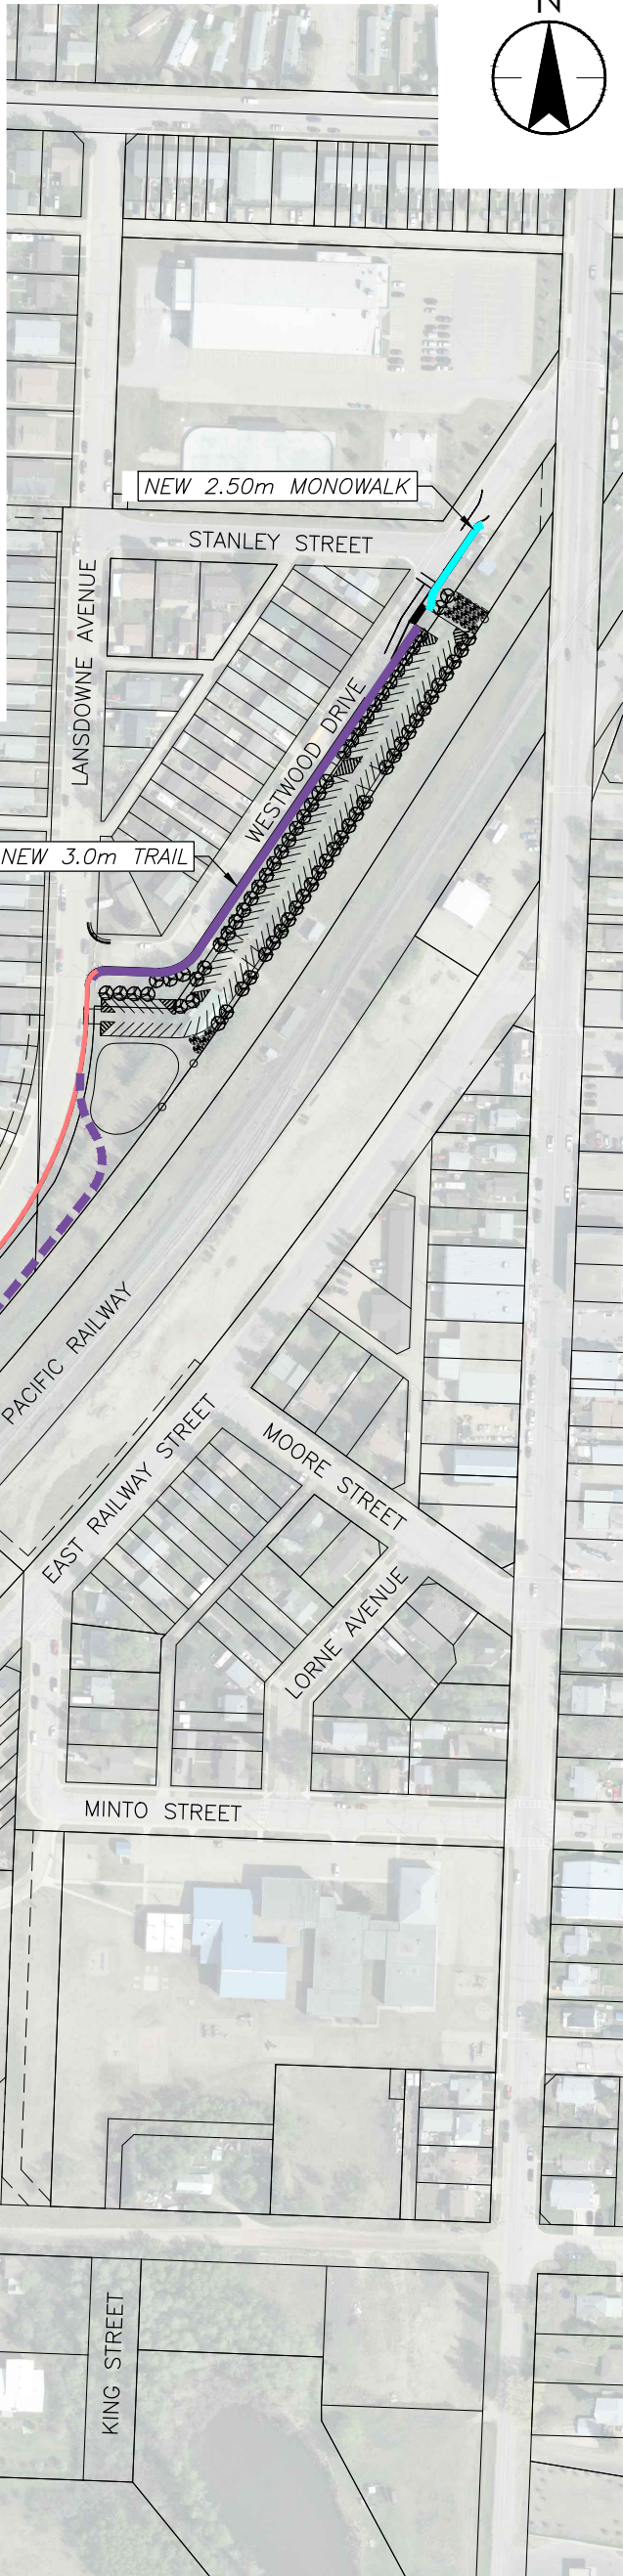 N
NEW 2.50m MONOWALK
STANLEY STREET
LANSDOWNE AVENUE
WESTWOOD DRIVE
NEW 3.0m TRAIL
PACIFIC RAILWAY
EAST RAILWAY STREET
MOORE STREET
LORNE AVENUE
MINTO STREET
KING STREET